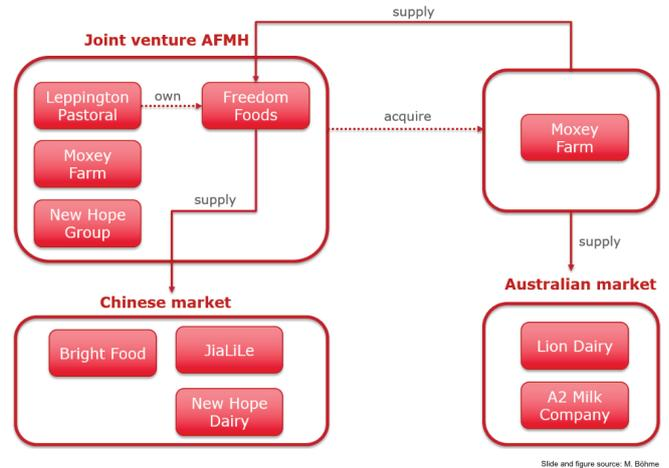 supply
Joint venture AFMH
Leppington
Pastoral
own
Freedom
Foods
acquire
Moxey
Farm
Moxey
Farm
New Hope
Group
supply
supply
Chinese market
Australian market
Bright Food
JiaLiLe
New Hope
Dairy
Lion Dairy
A2 Milk
Company
Slide and figure source: M. Böhme